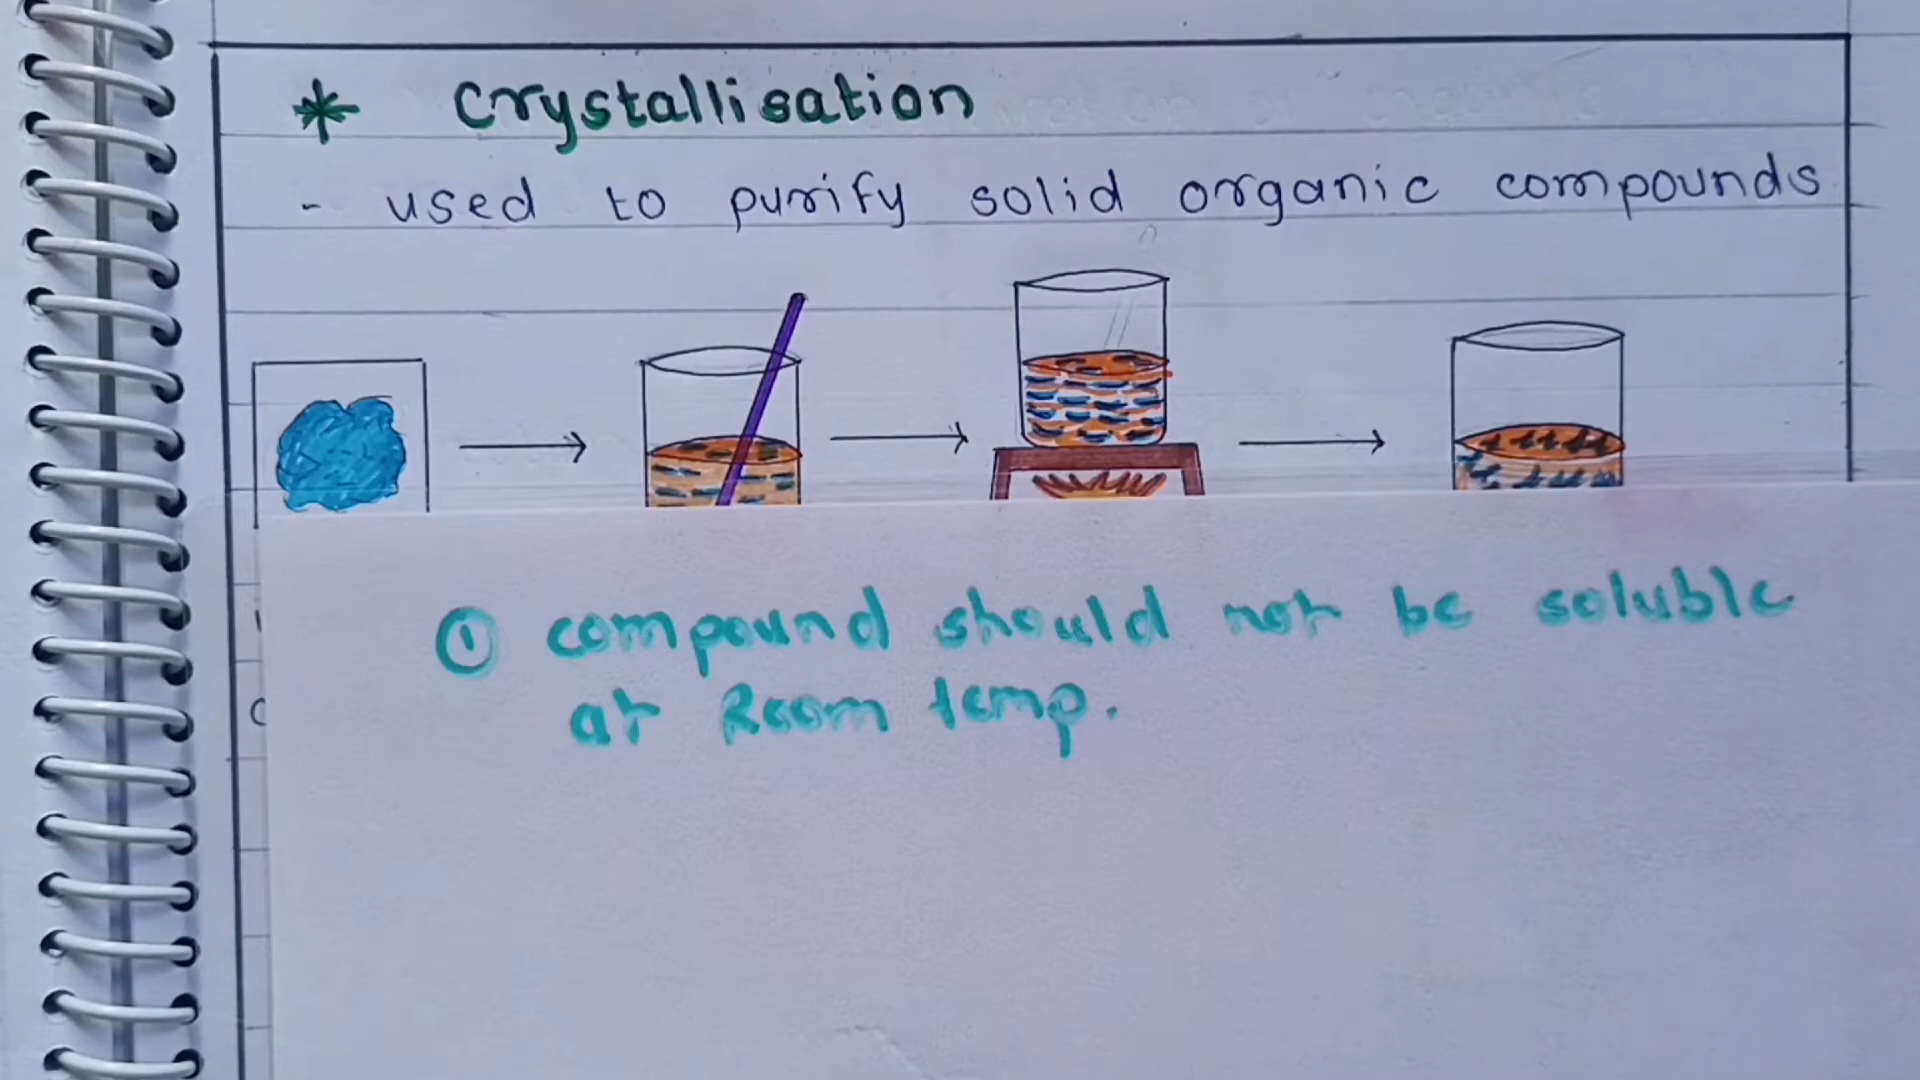 * Crystallisation
- used to purify solid organic compounds
① compound should not be soluble
at Room temp.